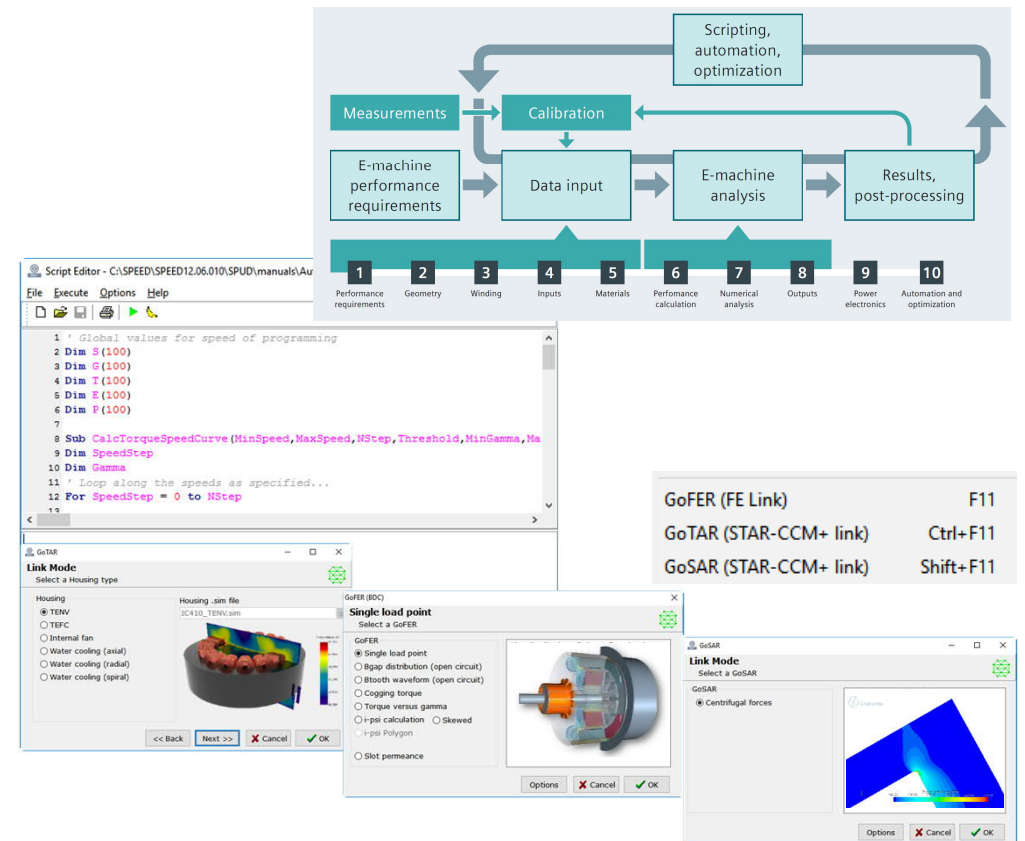 Scripting,
automation,
optimization
Measurements
Calibration
E-machine
performance
requirements
Data input
E-machine
analysis
Results,
post-processing
1
2
3
4
5
6
7
8
9
10
Performance
requirements
Geometry
Winding
Inputs
Materials
Perfomance
calculation
Numerical
analysis
Outputs
Power
electronics
Automation and
optimization
Script Editor - C:\SPEED\SPEED12.06.010\SPUD\manuals\Au
File Execute Options Help
1 ' Global values for speed of programming
2 Dim S(100)
3 Dim G(100)
4 Dim T(100)
5 Dim E(100)
6 Dim P(100)
7
8 Sub CalcTorqueSpeedCurve(MinSpeed,MaxSpeed,NStep,Threshold,MinGamma,Ma
9 Dim SpeedStep
10 Dim Gamma
11 ' Loop along the speeds as specified...
12 For SpeedStep = 0 to NStep
13
GoFER (FE Link) F11
GoTAR (STAR-CCM+ link) Ctrl+F11
GoSAR (STAR-CCM+ link) Shift+F11
GoTAR
Link Mode
Select a Housing type
Housing
TENV
TEFC
Internal fan
Water cooling (axial)
Water cooling (radial)
Water cooling (spiral)
Housing .sim file
IC410_TENV.sim
<< Back Next >> Cancel OK
GoFER (BDC)
Single load point
Select a GoFER
GoFER
Single load point
Bgap distribution (open circuit)
Btooth waveform (open circuit)
Cogging torque
Torque versus gamma
i-psi calculation Skewed
i-psi Polygon
Slot permeance
Options Cancel OK
GoSAR
Link Mode
Select a GoSAR
GoSAR
Centrifugal forces
Options Cancel OK